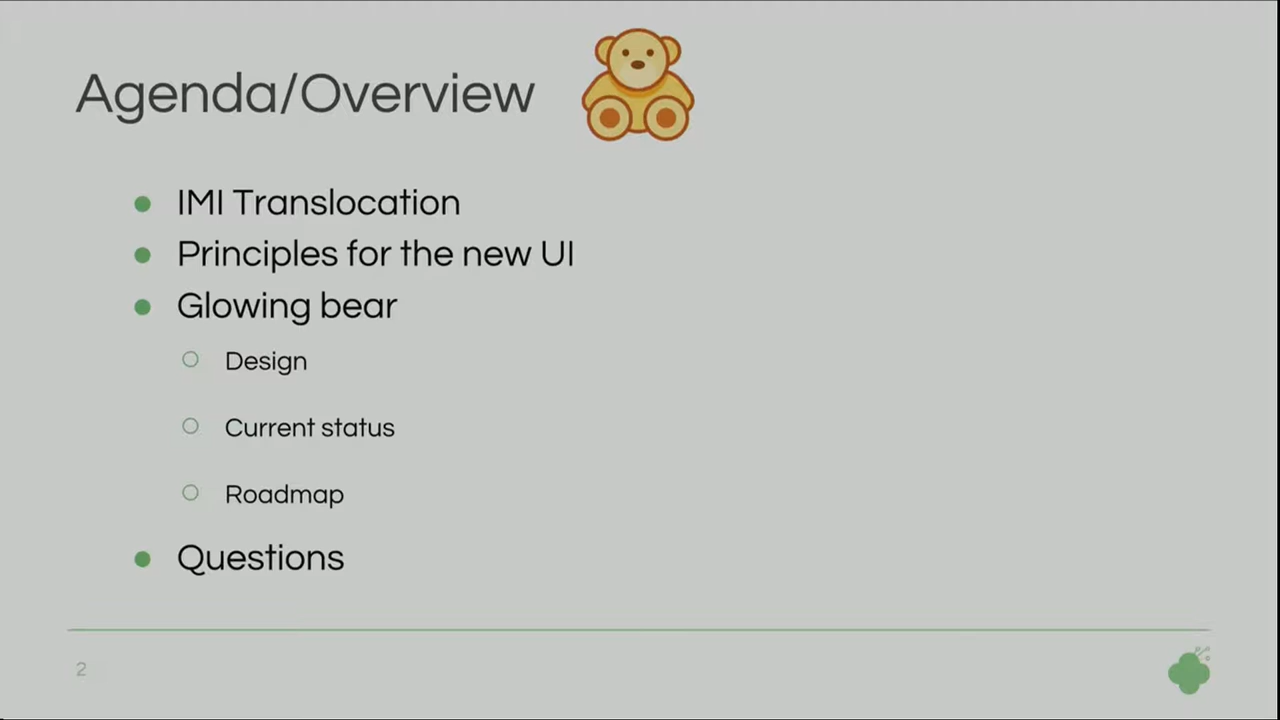 Agenda/Overview
IMI Translocation
Principles for the new UI
Glowing bear
Design
Current status
Roadmap
Questions
2